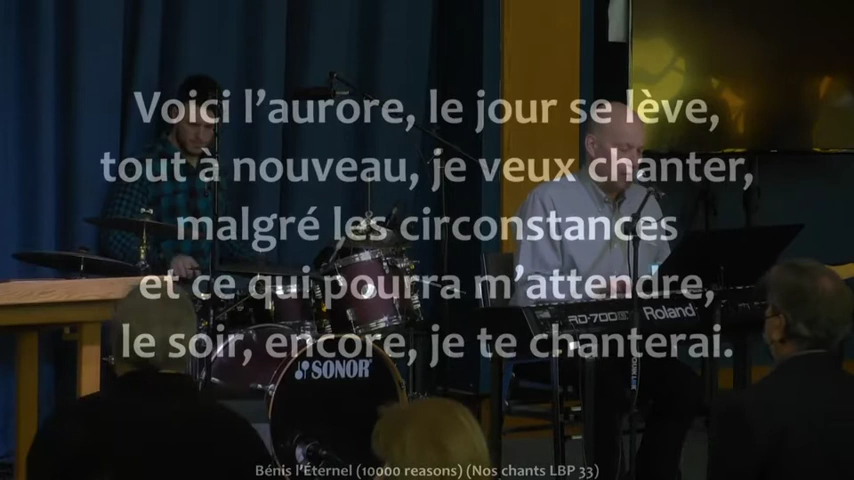 Voici l'aurore, le jour se lève,
tout à nouveau, je veux chanter,
malgré les circonstances
et ce qui pourra m'attendre,
le soir, encore, je te chanterai.
RD-700GX Roland
SONOR
Bénis l'Éternel (10000 reasons) (Nos chants LBP 33)